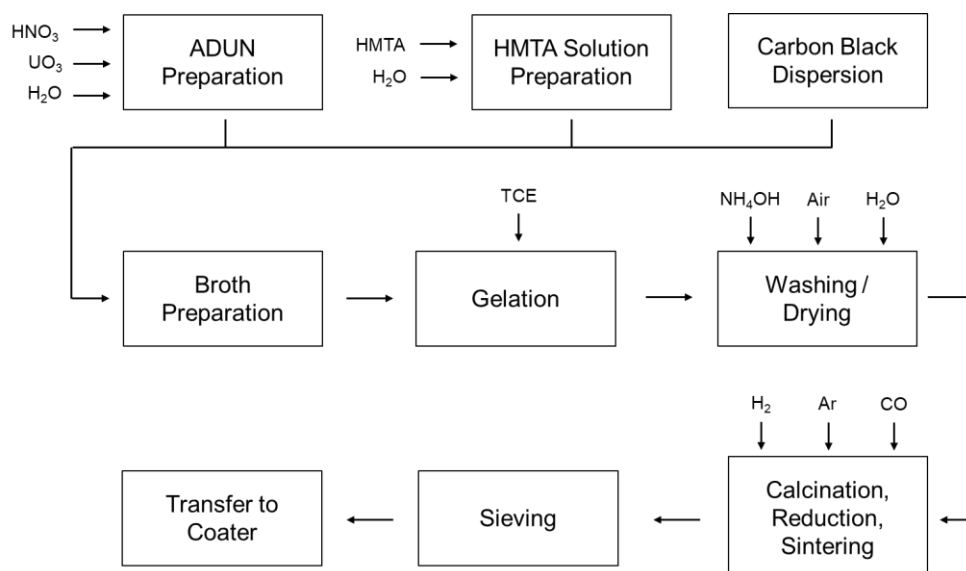 HNO₃
UO₃
H₂O
ADUN
Preparation
HMTA
H₂O
HMTA Solution
Preparation
Carbon Black
Dispersion
TCE
NH₄OH Air H₂O
Broth
Preparation
Gelation
Washing /
Drying
H₂ Ar CO
Transfer to
Coater
Sieving
Calcination,
Reduction,
Sintering